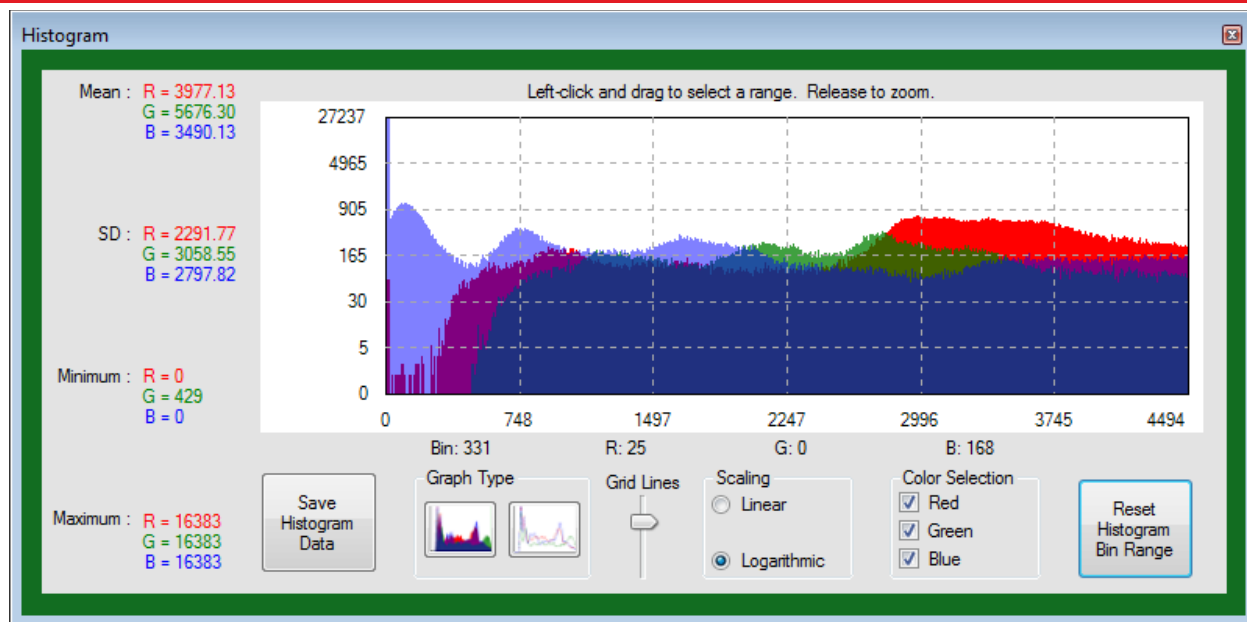 Histogram
Mean : R = 3977.13
G = 5676.30
B = 3490.13
SD : R = 2291.77
G = 3058.55
B = 2797.82
Minimum : R = 0
G = 429
B = 0
Maximum : R = 16383
G = 16383
B = 16383
Left-click and drag to select a range. Release to zoom.
27237
4965
905
165
30
5
0
0 748 1497 2247 2996 3745 4494
Bin: 331 R: 25 G: 0 B: 168
Save
Histogram
Data
Graph Type
Grid Lines
Scaling
Linear
Logarithmic
Color Selection
Red
Green
Blue
Reset
Histogram
Bin Range